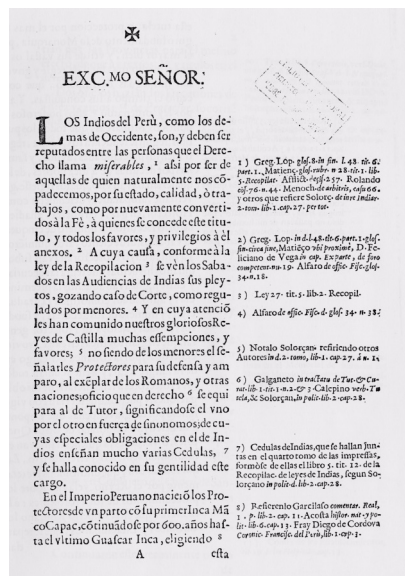 EXC.MO SEÑOR.
LOS Indios del Perù, como los de-
mas de Occidente, son, y deben ser
reputados entre las personas que el Dere-
cho llama miserables, 1 asi por ser de
aquellas de quien naturalmente nos cõ-
padecemos, por su estado, calidad, ò tra-
bajos, como por nuevamente converti-
dos à la Fè, à quienes se concede este titu-
lo, y todos los favores, y privilegios à èl
anexos. 2 A cuya causa, conforme à la
ley de la Recopilacion 3 se vèn los Saba-
dos en las Audiencias de Indias sus pley-
tos, gozando caso de Corte, como regu-
lados por menores. 4 Y en cuya atenciõ
les han comunido nuestros gloriosos Re-
yes de Castilla muchas essempciones, y
favores; 5 no siendo de los menores el se-
ñalarles Protectores para su defensa y am
paro, al exẽplar de los Romanos, y otras
naciones; oficio que en derecho 6 se equi
para al de Tutor, significandose el vno
por el otro en fuerça de sinonomos; de cu-
yas especiales obligaciones en el de In-
dios enseñan mucho varias Cedulas, 7
y se halla conocido en su gentilidad este
cargo.
En el Imperio Peruano naciẽrõ los Pro-
tectores de vn parto cõ su primer Inca Mã
co Capac, cõtinuãdose por 600. años has-
ta el vltimo Guascar Inca, eligiendo 8
A esta
1 ) Greg. Lop. glos. 8. in fin. l. 48. tit. 6.
part. 1. Matienç. glos. rubr. n 28. tit. 1. lib.
5. Recopilat. Afflict. decis. 257. Rolando
cõs. 76. n. 44. Menoch. de arbitris, casu 66.
y otros que refiere Solorç. de iure Indiar.
2. tom. lib. 1. cap. 27. per tot.
2) Greg. Lop. in d. l. 48. tit. 6. part. 1. glos.
fin. circa fine, Matiẽço vbi proximè, D. Fe-
liciano de Vega in cap. Exparte, de foro
competent. nu. 19. Alfaro de offic. Fisc. glos.
34. n. 18.
3 ) Ley 27. tit. 5. lib. 2. Recopil.
4) Alfaro de offic. Fisc. d. glos. 34. n. 38.
5) Notalo Solorçan. refiriendo otros
Autores in d. 2. tomo, lib. 1. cap. 27. à n. 1.
6) Galganeto in tractatu de Tut. & Cu-
rat. lib. 1. tit. 1. n. 2. & 3 Calepino verb. Tu
tela, & Solorçan, in polit. lib. 2. cap. 28.
7) Cedulas de Indias, que se hallan Jun-
tas en el quarto tomo de las impressas,
formòse de ellas el libro 5. tit. 12. de la
Recopilac. de leyes de Indias, segun So-
lorçano in polit. d. lib. 2. cap. 28.
8 ) Refierenlo Garcilaso comentar. Real,
1. p. lib. 2. cap. 11. Acosta histor. nat. y po-
lit. lib. 6. cap. 13. Fray Diego de Cordova
Coronic. Francisc. del Perù, lib. 1. cap. 3.